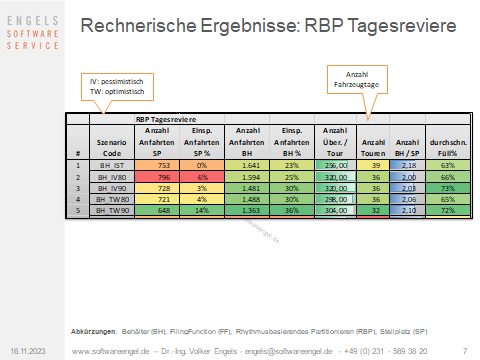 ENGELS
SOFTWARE
SERVICE
Rechnerische Ergebnisse: RBP Tagesreviere
IV: pessimistisch
TW: optimistisch
Anzahl
Fahrzeugtage
RBP Tagesreviere
# Szenario Code Anzahl Anfahrten SP Einsp. Anfahrten SP % Anzahl Anfahrten BH Einsp. Anfahrten BH % Anzahl Über. / Tour Anzahl Touren Anzahl BH / SP durchschn. Füll%
1 BH_IST 753 0% 1.641 23% 256,00 39 2,18 63%
2 BH_IV80 796 6% 1.594 25% 320,00 36 2,00 66%
3 BH_IV90 728 3% 1.481 30% 320,00 36 2,03 73%
4 BH_TW80 721 4% 1.488 30% 298,00 36 2,06 65%
5 BH_TW90 648 14% 1.363 36% 304,00 32 2,10 72%
Abkürzungen: Behälter (BH), FilingFunction (FF), Rhythmusbasierendes Partitionieren (RBP), Stellplatz (SP)
16.11.2023 www.softwareengel.de – Dr.-Ing. Volker Engels - engels@softwareengel.de - +49 (0) 231 - 589 38 20 7